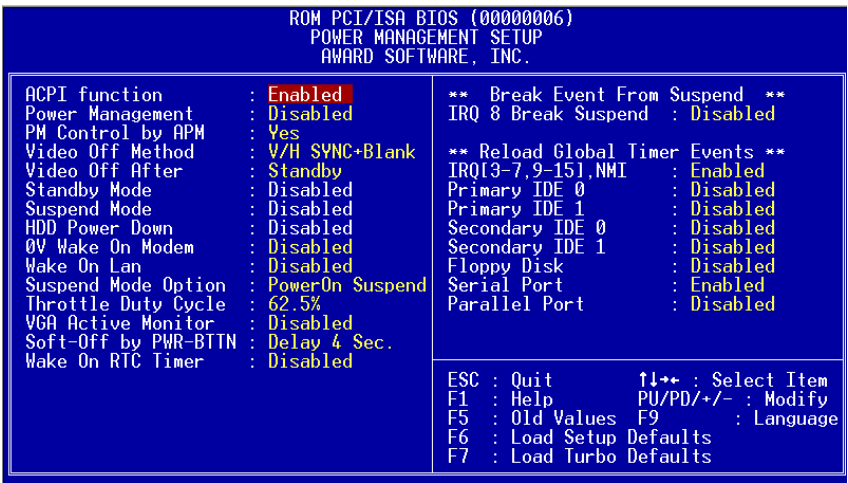 ROM PCI/ISA BIOS (00000006)
POWER MANAGEMENT SETUP
AWARD SOFTWARE, INC.
ACPI function : Enabled
Power Management : Disabled
PM Control by APM : Yes
Video Off Method : V/H SYNC+Blank
Video Off After : Standby
Standby Mode : Disabled
Suspend Mode : Disabled
HDD Power Down : Disabled
0V Wake On Modem : Disabled
Wake On Lan : Disabled
Suspend Mode Option : PowerOn Suspend
Throttle Duty Cycle : 62.5%
VGA Active Monitor : Disabled
Soft-Off by PWR-BTTN : Delay 4 Sec.
Wake On RTC Timer : Disabled
** Break Event From Suspend **
IRQ 8 Break Suspend : Disabled
** Reload Global Timer Events **
IRQ[3-7,9-15],NMI : Enabled
Primary IDE 0 : Disabled
Primary IDE 1 : Disabled
Secondary IDE 0 : Disabled
Secondary IDE 1 : Disabled
Floppy Disk : Disabled
Serial Port : Enabled
Parallel Port : Disabled
ESC : Quit ↑↓→← : Select Item
F1 : Help PU/PD/+/- : Modify
F5 : Old Values F9 : Language
F6 : Load Setup Defaults
F7 : Load Turbo Defaults